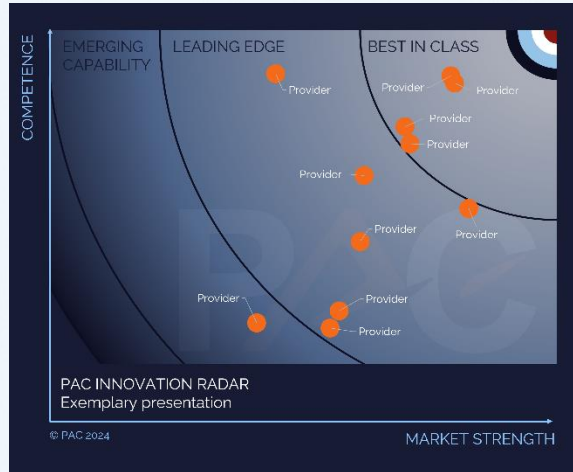 COMPETENCE
EMERGING
CAPABILITY
LEADING EDGE
BEST IN CLASS
Provider
Provider
Provider
Provider
Provider
Provider
Provider
Provider
Provider
Provider
Provider
PAC
PAC INNOVATION RADAR
Exemplary presentation
© PAC 2024
MARKET STRENGTH